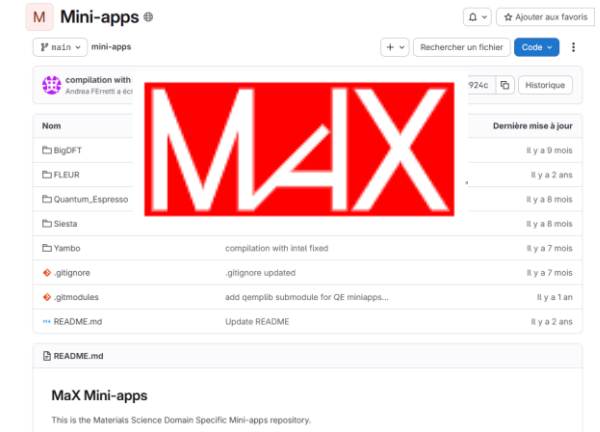 M Mini-apps
Ajouter aux favoris
main mini-apps
Rechercher un fichier
Code
compilation with
Andrea FErretti a écr
924c
Historique
MAX
Nom
Dernière mise à jour
BigDFT
Il y a 9 mois
FLEUR
Il y a 2 ans
Quantum_Espresso
Il y a 8 mois
Siesta
Il y a 8 mois
Yambo
compilation with intel fixed
Il y a 7 mois
.gitignore
.gitignore updated
Il y a 7 mois
.gitmodules
add qemplib submodule for QE miniapps...
Il y a 1 an
README.md
Update README
Il y a 2 ans
README.md
MaX Mini-apps
This is the Materials Science Domain Specific Mini-apps repository.